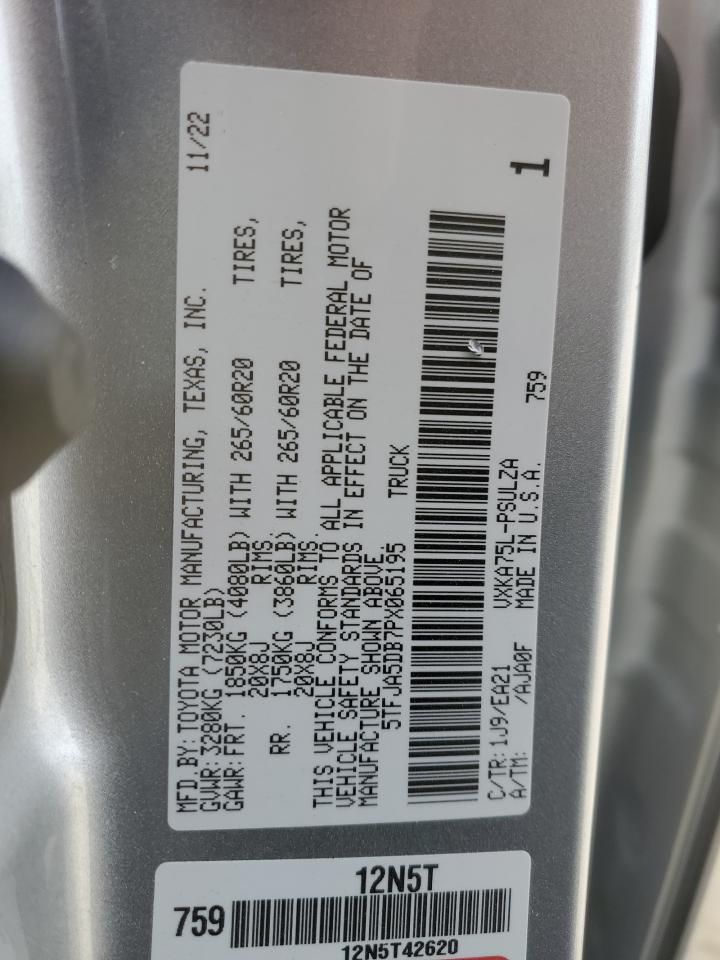 MFD.BY:TOYOTA MOTOR MANUFACTURING, TEXAS, INC. 11/22
GVWR:3280KG (7230LB)
GAWR:FRT. 1850KG (4080LB) WITH 265/60R20 TIRES,
20X8J RIMS
RR. 1750KG (3860LB) WITH 265/60R20 TIRES,
20X8J RIMS.
THIS VEHICLE CONFORMS TO ALL APPLICABLE FEDERAL MOTOR
VEHICLE SAFETY STANDARDS IN EFFECT ON THE DATE OF
MANUFACTURE SHOWN ABOVE.
5TFJA5DB7PX065195 TRUCK
C/TR:1J9/EA21 VXKA75L-PSULZA
A/TM: /AJA0F MADE IN U.S.A. 759
1
12N5T
759
12N5T42620